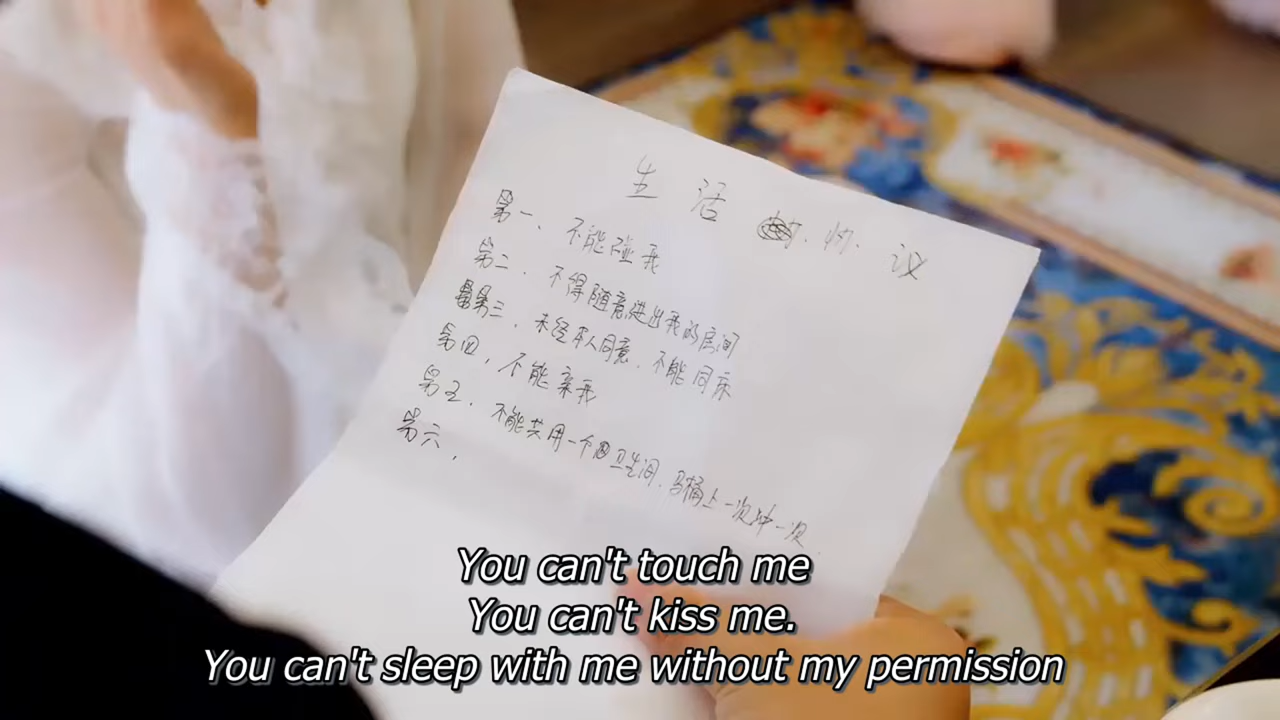 生活协议
第一、不能碰我
第二、不得随意进出我的房间
第三、未经本人同意、不能同床
第四，不能亲我
第五、不能共用一个卫生间、马桶上一次冲一次.
第六，
You can't touch me
You can't kiss me.
You can't sleep with me without my permission